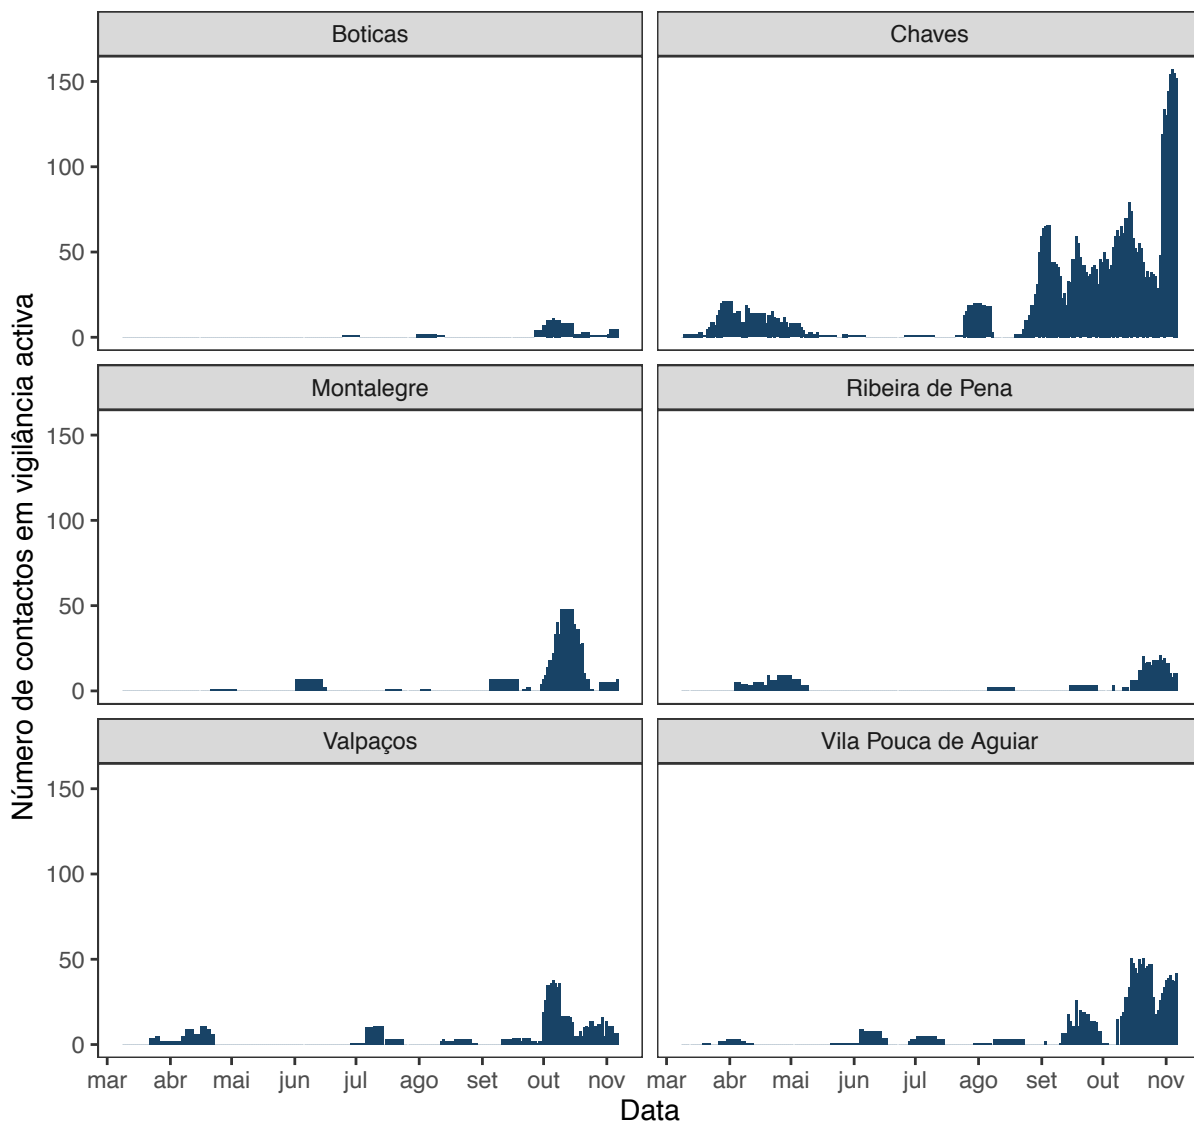 Boticas
Chaves
150
100
50
0
Montalegre
Ribeira de Pena
150
100
50
0
Valpaços
Vila Pouca de Aguiar
150
100
50
0
mar abr mai jun jul ago set out nov
mar abr mai jun jul ago set out nov
Data
Número de contactos em vigilância activa